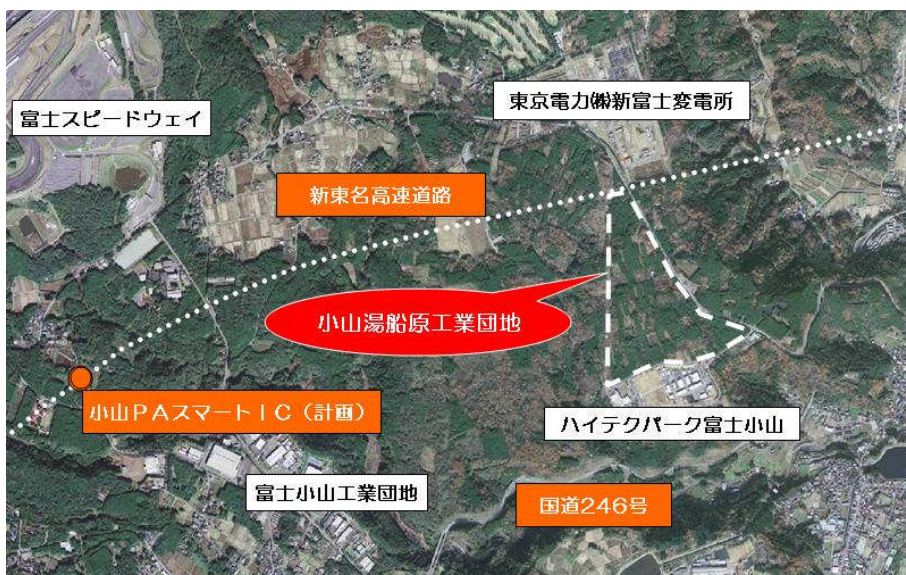 東京電力㈱新富士変電所
富士スピードウェイ
新東名高速道路
小山湯船原工業団地
小山PAスマートIC（計画）
ハイテクパーク富士小山
富士小山工業団地
国道246号